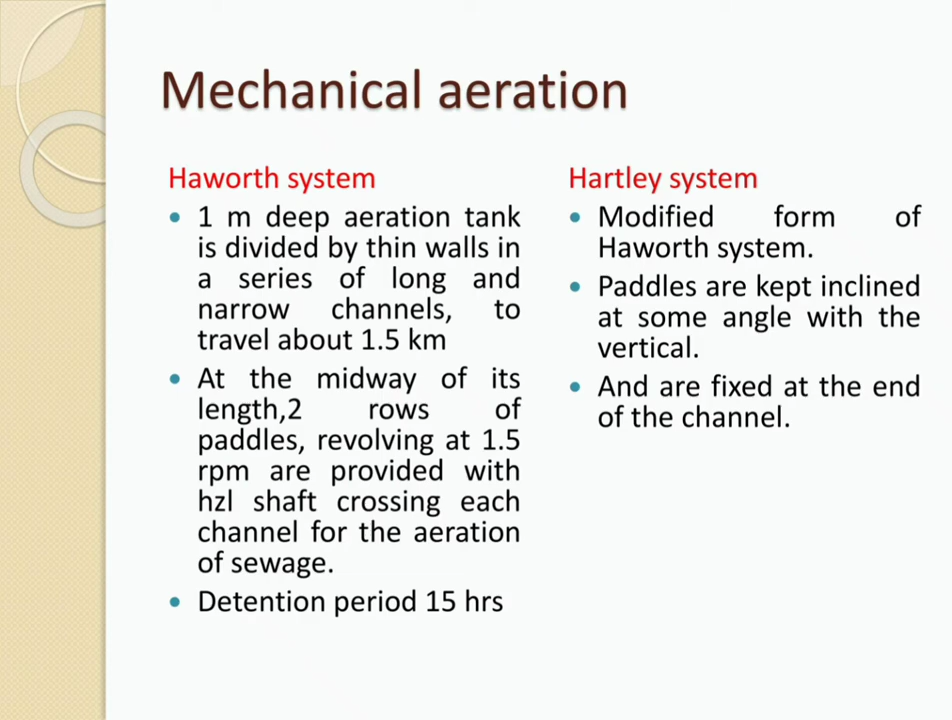 Mechanical aeration
Haworth system
• 1 m deep aeration tank
is divided by thin walls in
a series of long and
narrow channels, to
travel about 1.5 km
• At the midway of its
length,2 rows of
paddles, revolving at 1.5
rpm are provided with
hzl shaft crossing each
channel for the aeration
of sewage.
• Detention period 15 hrs
Hartley system
• Modified form of
Haworth system.
• Paddles are kept inclined
at some angle with the
vertical.
• And are fixed at the end
of the channel.